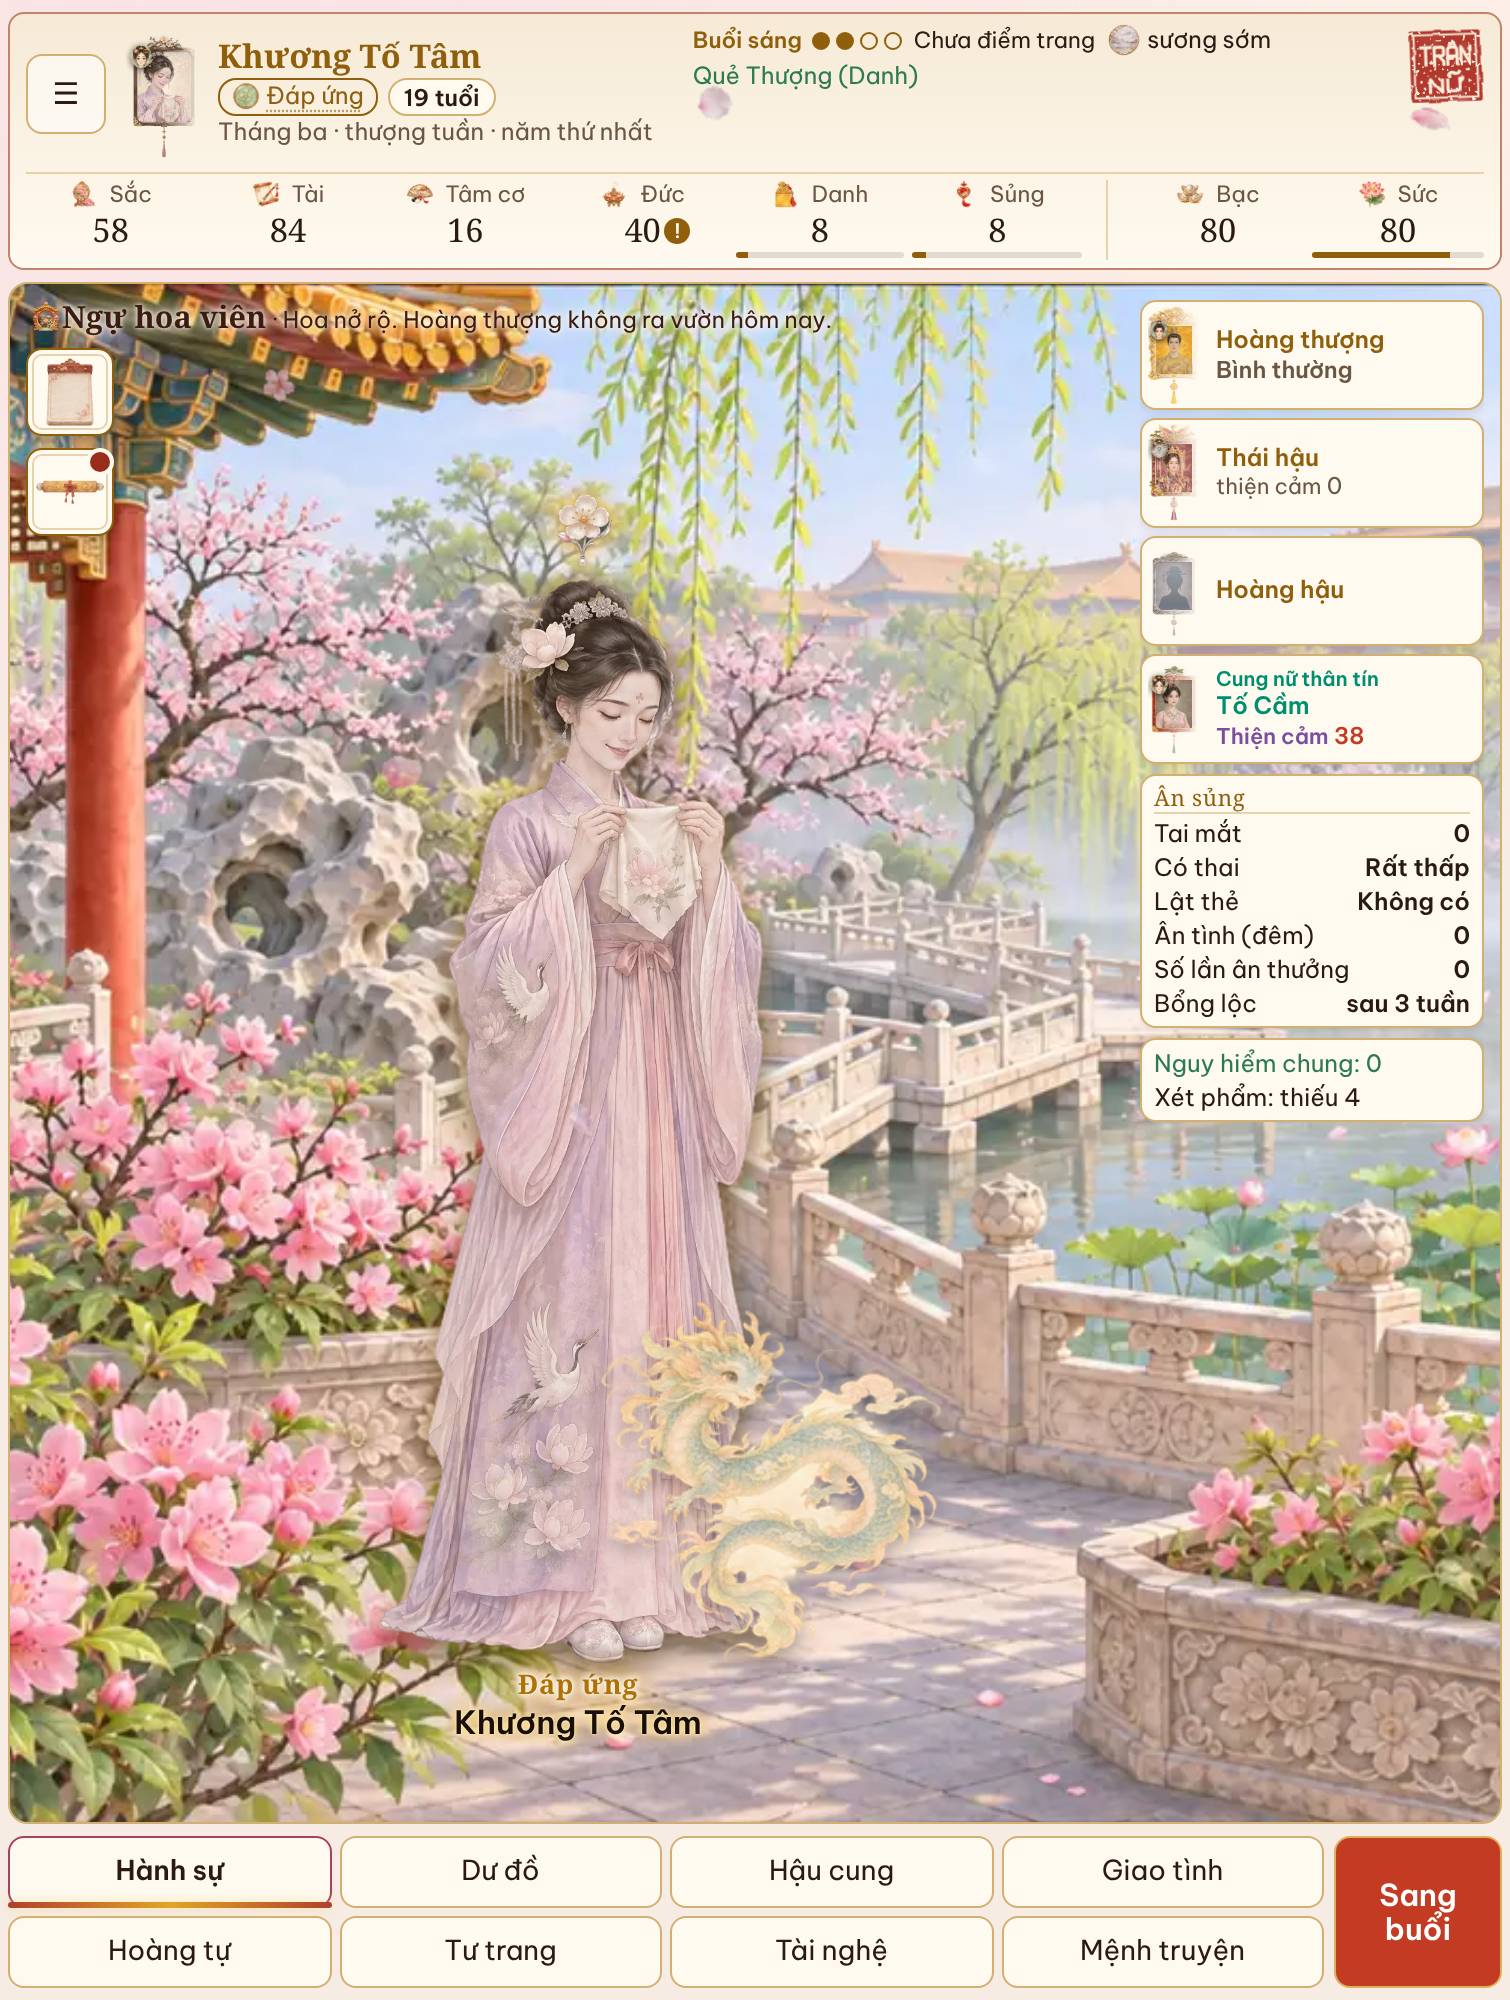 ☰
Khương Tố Tâm
Đáp ứng
19 tuổi
Tháng ba · thượng tuần · năm thứ nhất
Buổi sáng
Chưa điểm trang
sương sớm
Quẻ Thượng (Danh)
TRÂN
NỮ
Sắc
58
Tài
84
Tâm cơ
16
Đức
40 !
Danh
8
Sủng
8
Bạc
80
Sức
80
Ngự hoa viên · Hoa nở rộ. Hoàng thượng không ra vườn hôm nay.
Hoàng thượng
Bình thường
Thái hậu
thiện cảm 0
Hoàng hậu
Cung nữ thân tín
Tố Cầm
Thiện cảm 38
Ân sủng
Tai mắt 0
Có thai Rất thấp
Lật thẻ Không có
Ân tình (đêm) 0
Số lần ân thưởng 0
Bổng lộc sau 3 tuần
Nguy hiểm chung: 0
Xét phẩm: thiếu 4
Đáp ứng
Khương Tố Tâm
Hành sự
Dư đồ
Hậu cung
Giao tình
Hoàng tự
Tư trang
Tài nghệ
Mệnh truyện
Sang
buổi